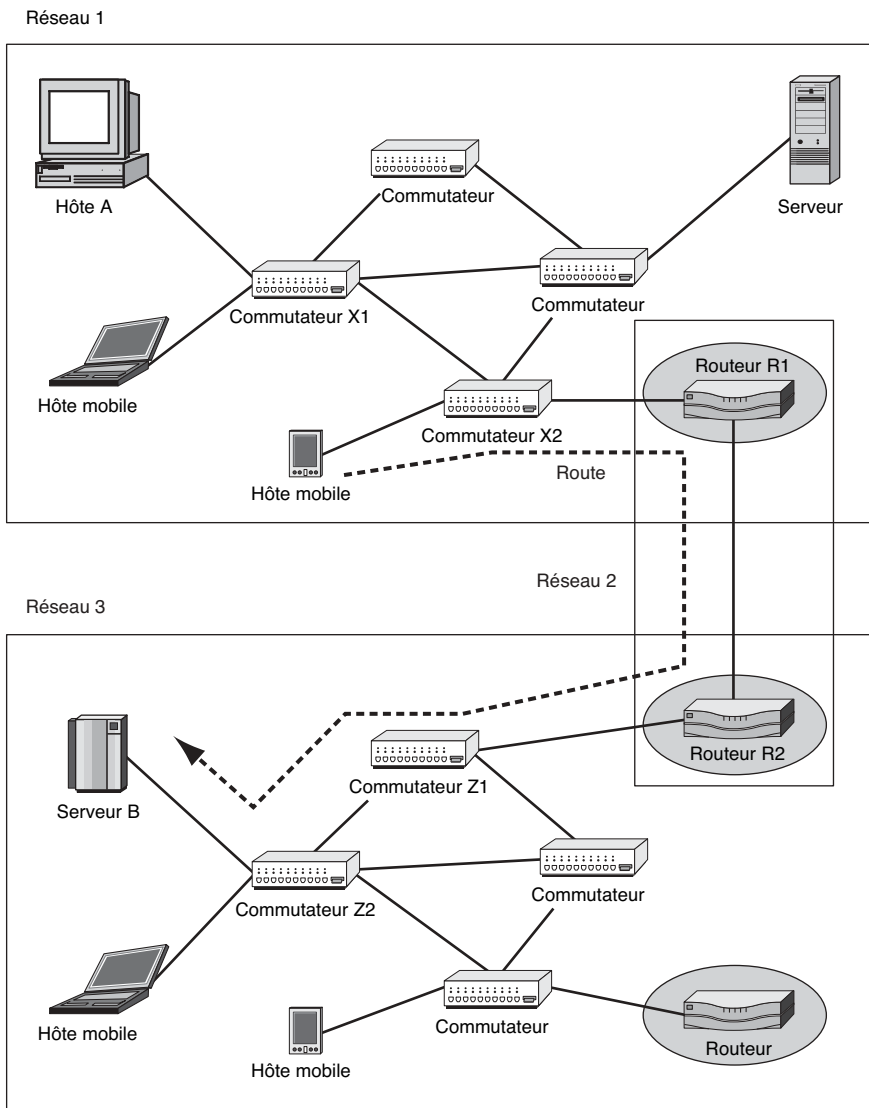 Réseau 1
Commutateur
Hôte A
Serveur
Commutateur
Commutateur X1
Routeur R1
Hôte mobile
Commutateur X2
Route
Hôte mobile
Réseau 2
Réseau 3
Routeur R2
Commutateur Z1
Serveur B
Commutateur
Commutateur Z2
Hôte mobile
Commutateur
Routeur
Hôte mobile